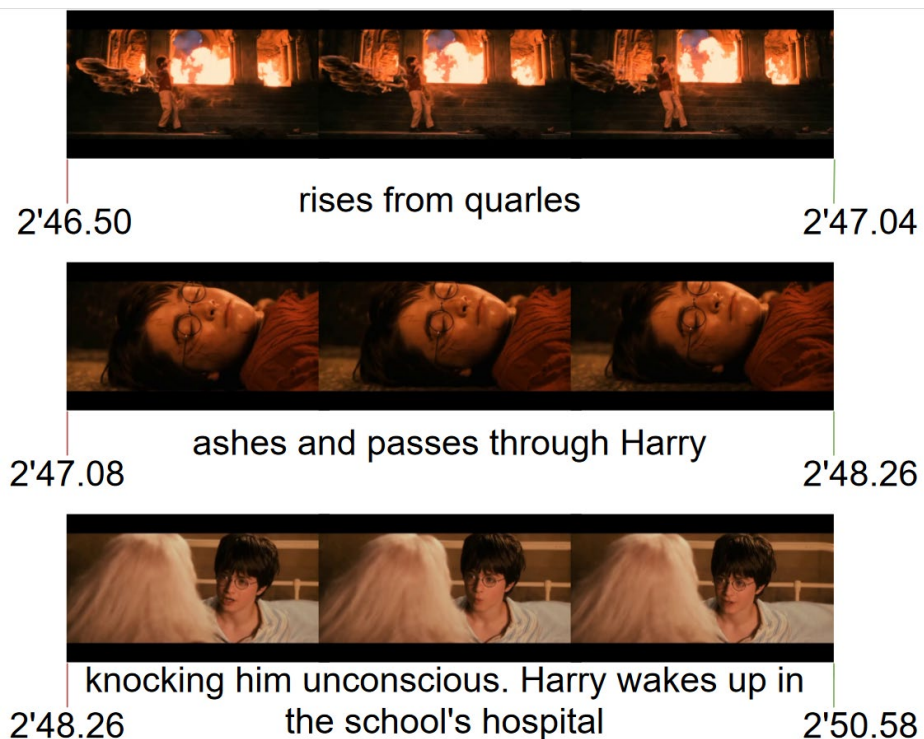 rises from quarles
2'46.50
2'47.04
ashes and passes through Harry
2'47.08
2'48.26
knocking him unconscious. Harry wakes up in
the school's hospital
2'48.26
2'50.58